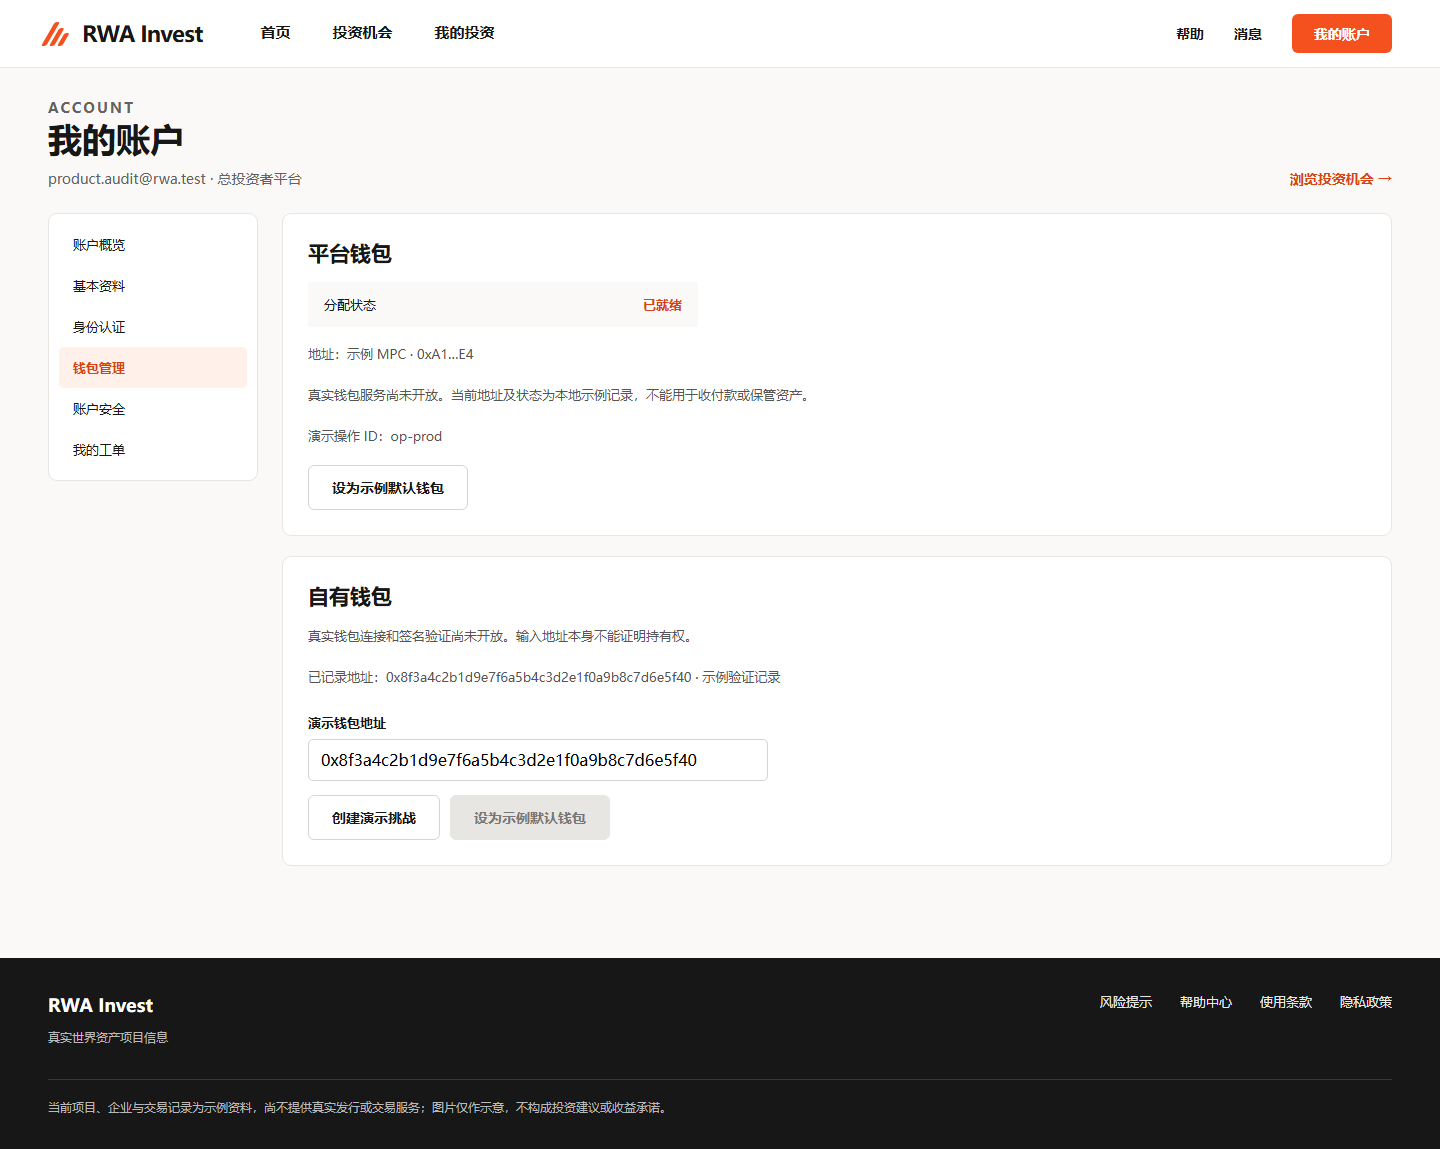 RWA Invest 首页 投资机会 我的投资 帮助 消息 我的账户
ACCOUNT
我的账户
product.audit@rwa.test · 总投资者平台 浏览投资机会 →
账户概览
基本资料
身份认证
钱包管理
账户安全
我的工单
平台钱包
分配状态 已就绪
地址：示例 MPC · 0xA1…E4
真实钱包服务尚未开放。当前地址及状态为本地示例记录，不能用于收付款或保管资产。
演示操作 ID：op-prod
设为示例默认钱包
自有钱包
真实钱包连接和签名验证尚未开放。输入地址本身不能证明持有权。
已记录地址：0x8f3a4c2b1d9e7f6a5b4c3d2e1f0a9b8c7d6e5f40 · 示例验证记录
演示钱包地址
0x8f3a4c2b1d9e7f6a5b4c3d2e1f0a9b8c7d6e5f40
创建演示挑战 设为示例默认钱包
RWA Invest 风险提示 帮助中心 使用条款 隐私政策
真实世界资产项目信息
当前项目、企业与交易记录为示例资料，尚不提供真实发行或交易服务；图片仅作示意，不构成投资建议或收益承诺。